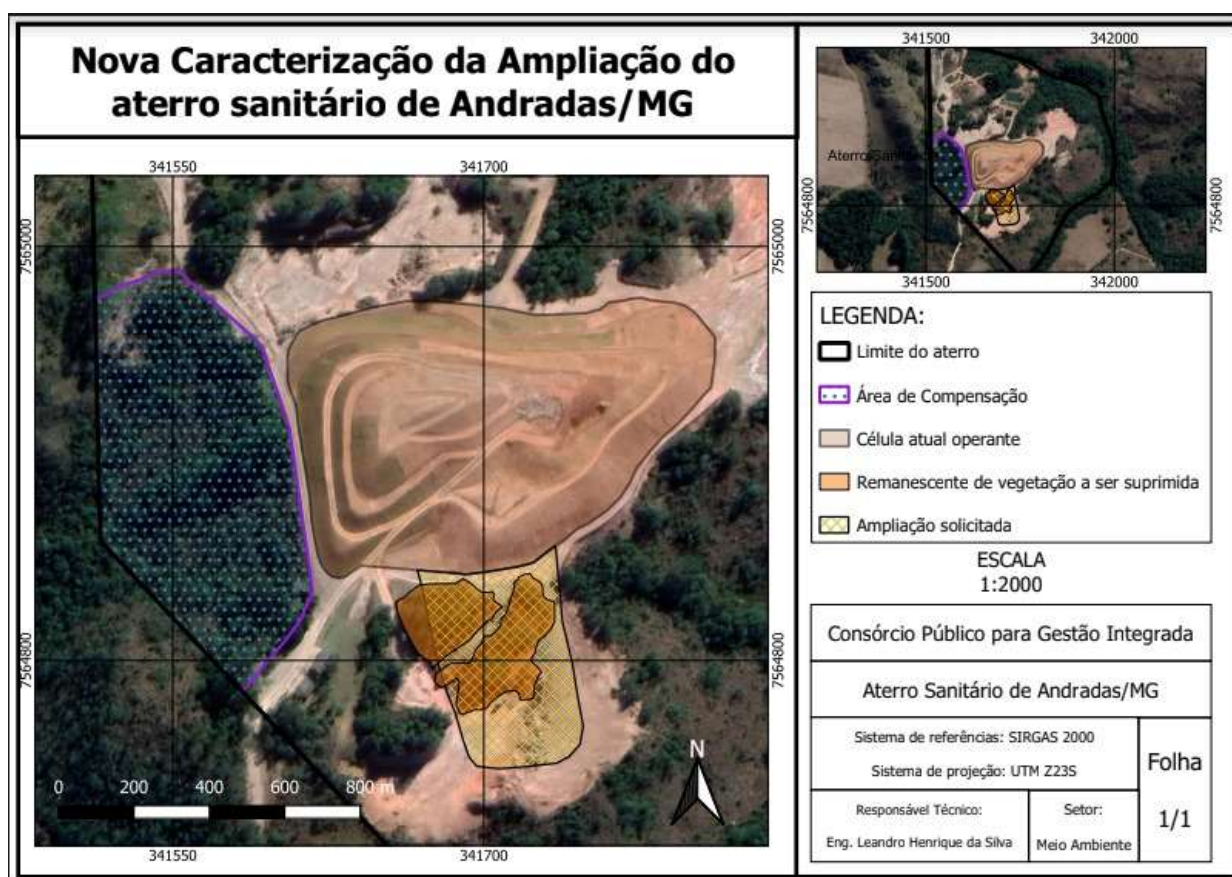 Nova Caracterização da Ampliação do
aterro sanitário de Andradas/MG
341550
341700
7565000
7565000
7564800
7564800
0
200
400
600
800 m
N
341550
341700
341500
342000
Aterro Sanitário
7564800
7564800
341500
342000
LEGENDA:
Limite do aterro
Área de Compensação
Célula atual operante
Remanescente de vegetação a ser suprimida
Ampliação solicitada
ESCALA
1:2000
Consórcio Público para Gestão Integrada
Aterro Sanitário de Andradas/MG
Sistema de referências: SIRGAS 2000
Sistema de projeção: UTM Z23S
Folha
1/1
Responsável Técnico:
Eng. Leandro Henrique da Silva
Setor:
Meio Ambiente